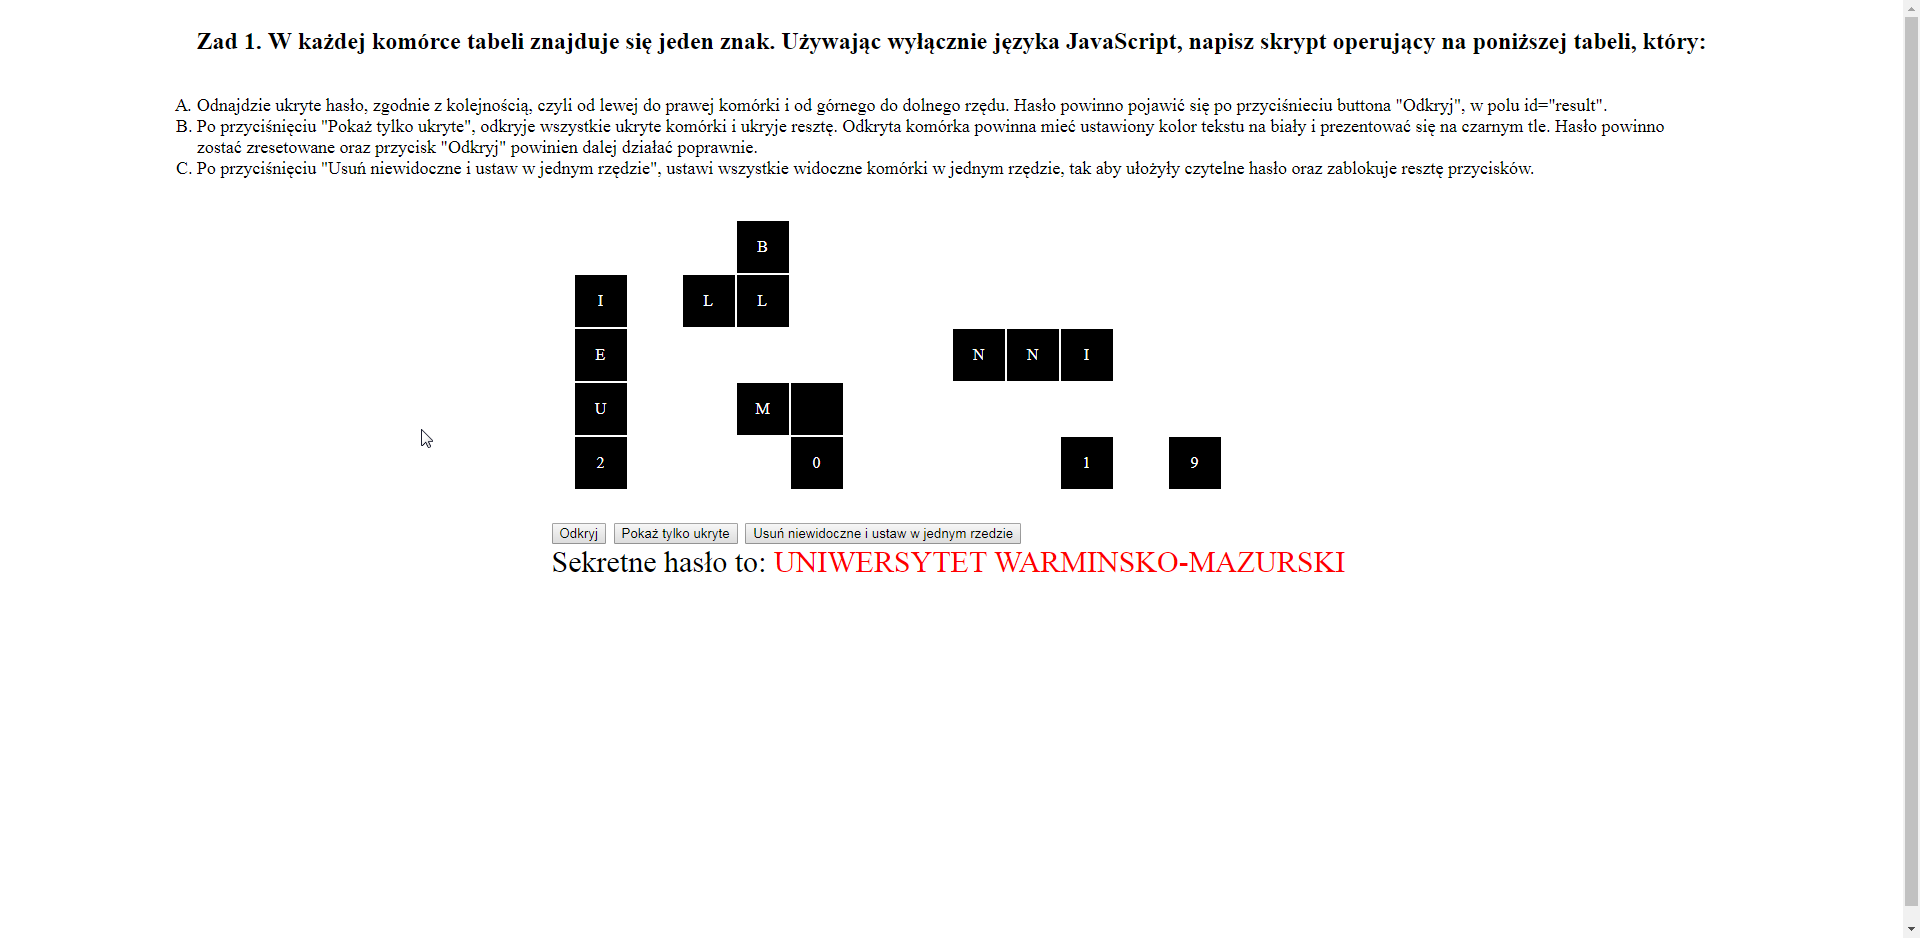 Zad 1. W każdej komórce tabeli znajduje się jeden znak. Używając wyłącznie języka JavaScript, napisz skrypt operujący na poniższej tabeli, który:
A. Odnajdzie ukryte hasło, zgodnie z kolejnością, czyli od lewej do prawej komórki i od górnego do dolnego rzędu. Hasło powinno pojawić się po przyciśnieciu buttona "Odkryj", w polu id="result".
B. Po przyciśnięciu "Pokaż tylko ukryte", odkryje wszystkie ukryte komórki i ukryje resztę. Odkryta komórka powinna mieć ustawiony kolor tekstu na biały i prezentować się na czarnym tle. Hasło powinno
zostać zresetowane oraz przycisk "Odkryj" powinien dalej działać poprawnie.
C. Po przyciśnięciu "Usuń niewidoczne i ustaw w jednym rzędzie", ustawi wszystkie widoczne komórki w jednym rzędzie, tak aby ułożyły czytelne hasło oraz zablokuje resztę przycisków.
B
I L L
E N N I
U M
2 0 1 9
Odkryj Pokaż tylko ukryte Usuń niewidoczne i ustaw w jednym rzedzie
Sekretne hasło to: UNIWERSYTET WARMINSKO-MAZURSKI